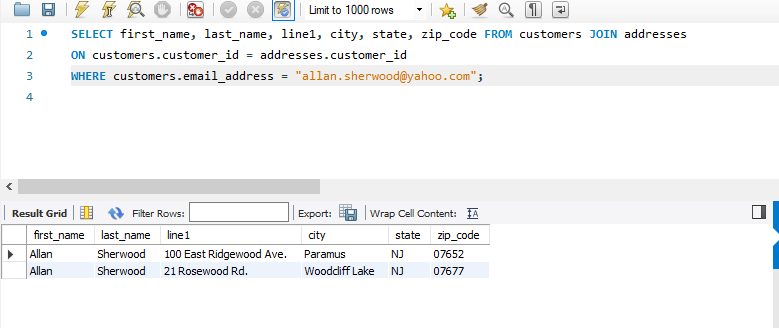 Limit to 1000 rows
1 SELECT first_name, last_name, line1, city, state, zip_code FROM customers JOIN addresses
2 ON customers.customer_id = addresses.customer_id
3 WHERE customers.email_address = "allan.sherwood@yahoo.com";
4
Result Grid Filter Rows: Export: Wrap Cell Content: IA
first_name last_name line1 city state zip_code
Allan Sherwood 100 East Ridgewood Ave. Paramus NJ 07652
Allan Sherwood 21 Rosewood Rd. Woodcliff Lake NJ 07677